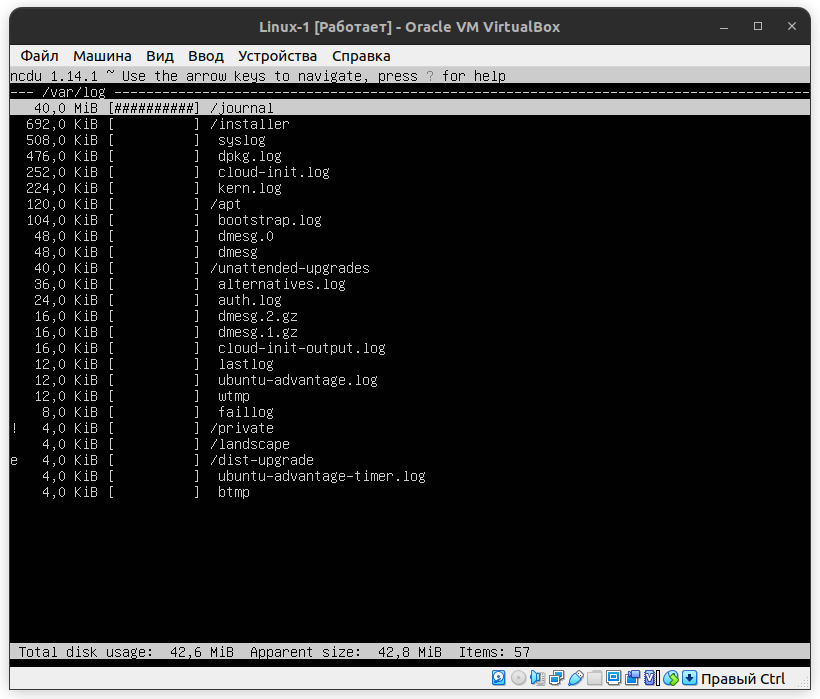 Linux-1 [Работает] - Oracle VM VirtualBox
Файл Машина Вид Ввод Устройства Справка
ncdu 1.14.1 ~ Use the arrow keys to navigate, press ? for help
--- /var/log ---------------------------------------------------------------------------------------
40,0 MiB [##########] /journal
692,0 KiB [          ] /installer
508,0 KiB [          ]  syslog
476,0 KiB [          ]  dpkg.log
252,0 KiB [          ]  cloud-init.log
224,0 KiB [          ]  kern.log
120,0 KiB [          ] /apt
104,0 KiB [          ]  bootstrap.log
48,0 KiB [          ]  dmesg.0
48,0 KiB [          ]  dmesg
40,0 KiB [          ] /unattended-upgrades
36,0 KiB [          ]  alternatives.log
24,0 KiB [          ]  auth.log
16,0 KiB [          ]  dmesg.2.gz
16,0 KiB [          ]  dmesg.1.gz
16,0 KiB [          ]  cloud-init-output.log
12,0 KiB [          ]  lastlog
12,0 KiB [          ]  ubuntu-advantage.log
12,0 KiB [          ]  wtmp
8,0 KiB [          ]  faillog
! 4,0 KiB [          ] /private
4,0 KiB [          ] /landscape
e 4,0 KiB [          ] /dist-upgrade
4,0 KiB [          ]  ubuntu-advantage-timer.log
4,0 KiB [          ]  btmp
Total disk usage: 42,6 MiB Apparent size: 42,8 MiB Items: 57
Правый Ctrl